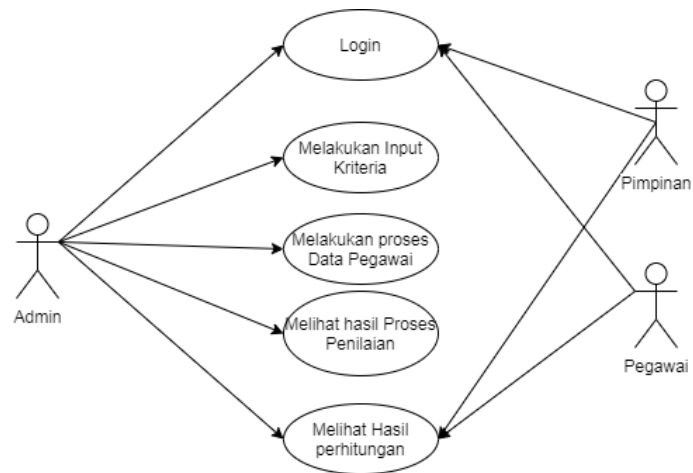 Login
Melakukan Input
Kriteria
Melakukan proses
Data Pegawai
Melihat hasil Proses
Penilaian
Melihat Hasil
perhitungan
Admin
Pimpinan
Pegawai